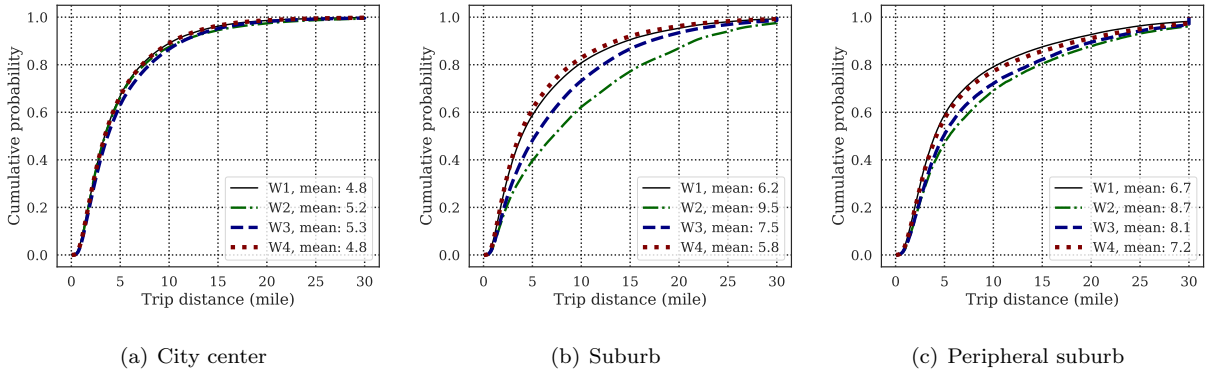 1.0
0.8
0.6
0.4
0.2
0.0
Cumulative probability
0 5 10 15 20 25 30
Trip distance (mile)
W1, mean: 4.8
W2, mean: 5.2
W3, mean: 5.3
W4, mean: 4.8
(a) City center
1.0
0.8
0.6
0.4
0.2
0.0
Cumulative probability
0 5 10 15 20 25 30
Trip distance (mile)
W1, mean: 6.2
W2, mean: 9.5
W3, mean: 7.5
W4, mean: 5.8
(b) Suburb
1.0
0.8
0.6
0.4
0.2
0.0
Cumulative probability
0 5 10 15 20 25 30
Trip distance (mile)
W1, mean: 6.7
W2, mean: 8.7
W3, mean: 8.1
W4, mean: 7.2
(c) Peripheral suburb